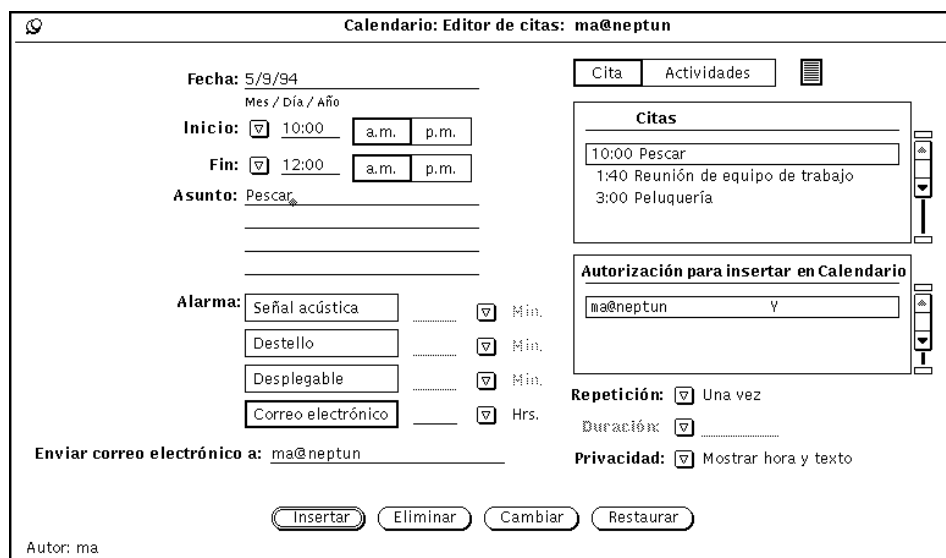 Calendario: Editor de citas: ma@neptun
Fecha: 5/9/94
Mes / Día / Año
Inicio: 10:00 a.m. p.m.
Fin: 12:00 a.m. p.m.
Asunto: Pescar
Alarma: Señal acústica Min.
Destello Min.
Desplegable Min.
Correo electrónico Hrs.
Enviar correo electrónico a: ma@neptun
Cita Actividades
Citas
10:00 Pescar
1:40 Reunión de equipo de trabajo
3:00 Peluquería
Autorización para insertar en Calendario
ma@neptun Y
Repetición: Una vez
Duración:
Privacidad: Mostrar hora y texto
Insertar Eliminar Cambiar Restaurar
Autor: ma